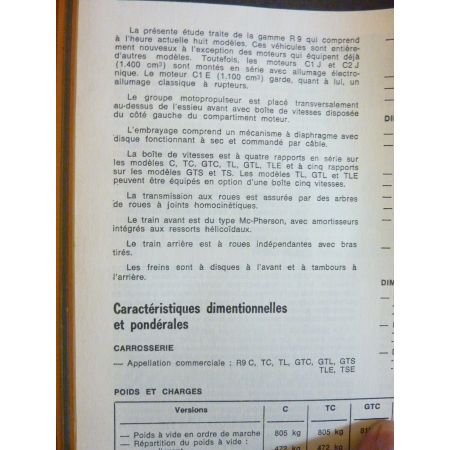 La présente étude traite de la gamme R 9 qui comprend
à l'heure actuelle huit modèles. Ces véhicules sont entière-
ment nouveaux à l'exception des moteurs qui équipent déjà
d'autres modèles. Toutefois, les moteurs C1 J et C2 J
(1.400 cm³) sont montés en série avec allumage électro-
nique. Le moteur C1 E (1.100 cm³) garde, quant à lui, un
allumage classique à rupteurs.
Le groupe motopropulseur est placé transversalement
au-dessus de l'essieu avant avec boîte de vitesses disposée
du côté gauche du compartiment moteur.
L'embrayage comprend un mécanisme à diaphragme avec
disque fonctionnant à sec et commandé par câble.
La boîte de vitesses est à quatre rapports en série sur
les modèles C, TC, GTC, TL, GTL, TLE et à cinq rapports
sur les modèles GTS et TS. Les modèles TL, GTL et TLE
peuvent être équipés en option d'une boîte cinq vitesses.
La transmission aux roues est assurée par des arbres
de roues à joints homocinétiques.
Le train avant est du type Mc-Pherson, avec amortisseurs
intégrés aux ressorts hélicoïdaux.
Le train arrière est à roues indépendantes avec bras
tirés.
Les freins sont à disques à l'avant et à tambours à
l'arrière.
Caractéristiques dimentionnelles
et pondérales
CARROSSERIE
— Appellation commerciale : R9 C, TC, TL, GTC, GTL, GTS
TLE, TSE
POIDS ET CHARGES
Versions C TC GTC
— Poids à vide en ordre de marche 805 kg 805 kg
— Répartition du poids à vide :
472 kg 472 kg
DI
DIM